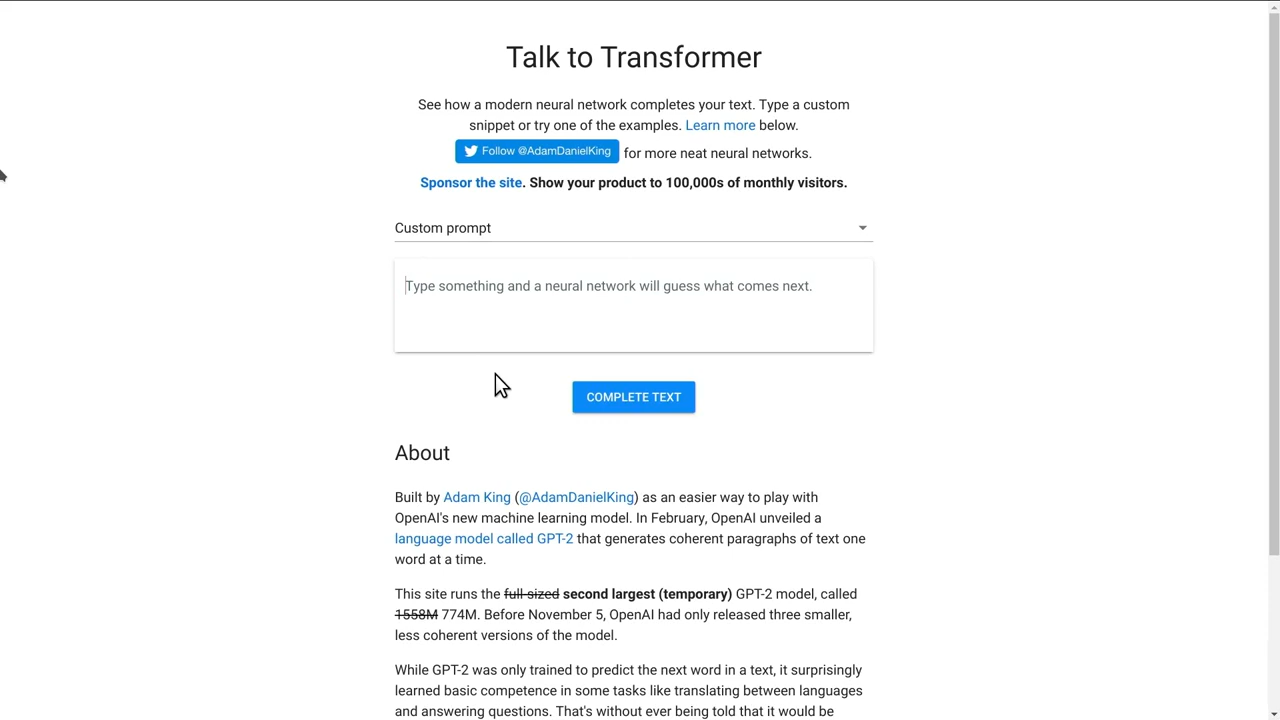 Talk to Transformer
See how a modern neural network completes your text. Type a custom
snippet or try one of the examples. Learn more below.
Follow @AdamDanielKing for more neat neural networks.
Sponsor the site. Show your product to 100,000s of monthly visitors.
Custom prompt
Type something and a neural network will guess what comes next.
COMPLETE TEXT
About
Built by Adam King (@AdamDanielKing) as an easier way to play with
OpenAI's new machine learning model. In February, OpenAI unveiled a
language model called GPT-2 that generates coherent paragraphs of text one
word at a time.
This site runs the full sized second largest (temporary) GPT-2 model, called
1558M 774M. Before November 5, OpenAI had only released three smaller,
less coherent versions of the model.
While GPT-2 was only trained to predict the next word in a text, it surprisingly
learned basic competence in some tasks like translating between languages
and answering questions. That's without ever being told that it would be